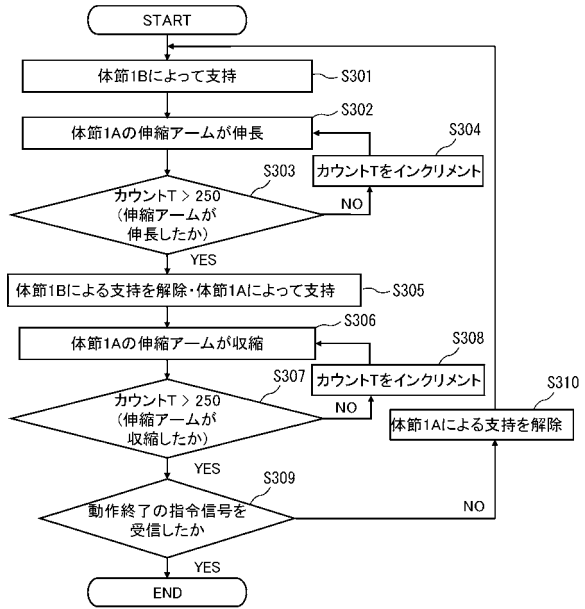 START
体節1Bによって支持
S301
S302
体節1Aの伸縮アームが伸長
S304
カウントTをインクリメント
S303
カウントT > 250
(伸縮アームが
伸長したか)
NO
YES
体節1Bによる支持を解除・体節1Aによって支持
S305
S306
体節1Aの伸縮アームが収縮
S308
カウントTをインクリメント
S307
カウントT > 250
(伸縮アームが
収縮したか)
NO
S310
体節1Aによる支持を解除
YES
S309
動作終了の指令信号を
受信したか
NO
YES
END